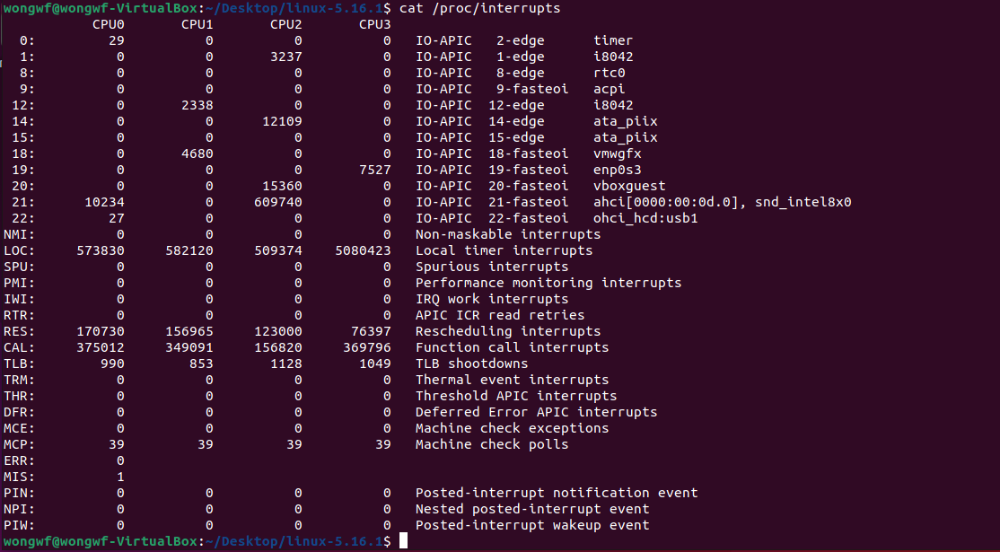 wongwf@wongwf-VirtualBox:~/Desktop/linux-5.16.1$ cat /proc/interrupts
           CPU0       CPU1       CPU2       CPU3
  0:         29          0          0          0   IO-APIC   2-edge      timer
  1:          0          0       3237          0   IO-APIC   1-edge      i8042
  8:          0          0          0          0   IO-APIC   8-edge      rtc0
  9:          0          0          0          0   IO-APIC   9-fasteoi   acpi
 12:          0       2338          0          0   IO-APIC  12-edge      i8042
 14:          0          0      12109          0   IO-APIC  14-edge      ata_piix
 15:          0          0          0          0   IO-APIC  15-edge      ata_piix
 18:          0       4680          0          0   IO-APIC  18-fasteoi   vmwgfx
 19:          0          0          0       7527   IO-APIC  19-fasteoi   enp0s3
 20:          0          0      15360          0   IO-APIC  20-fasteoi   vboxguest
 21:      10234          0     609740          0   IO-APIC  21-fasteoi   ahci[0000:00:0d.0], snd_intel8x0
 22:         27          0          0          0   IO-APIC  22-fasteoi   ohci_hcd:usb1
NMI:          0          0          0          0   Non-maskable interrupts
LOC:     573830     582120     509374    5080423   Local timer interrupts
SPU:          0          0          0          0   Spurious interrupts
PMI:          0          0          0          0   Performance monitoring interrupts
IWI:          0          0          0          0   IRQ work interrupts
RTR:          0          0          0          0   APIC ICR read retries
RES:     170730     156965     123000      76397   Rescheduling interrupts
CAL:     375012     349091     156820     369796   Function call interrupts
TLB:        990        853       1128       1049   TLB shootdowns
TRM:          0          0          0          0   Thermal event interrupts
THR:          0          0          0          0   Threshold APIC interrupts
DFR:          0          0          0          0   Deferred Error APIC interrupts
MCE:          0          0          0          0   Machine check exceptions
MCP:         39         39         39         39   Machine check polls
ERR:          0
MIS:          1
PIN:          0          0          0          0   Posted-interrupt notification event
NPI:          0          0          0          0   Nested posted-interrupt event
PIW:          0          0          0          0   Posted-interrupt wakeup event
wongwf@wongwf-VirtualBox:~/Desktop/linux-5.16.1$